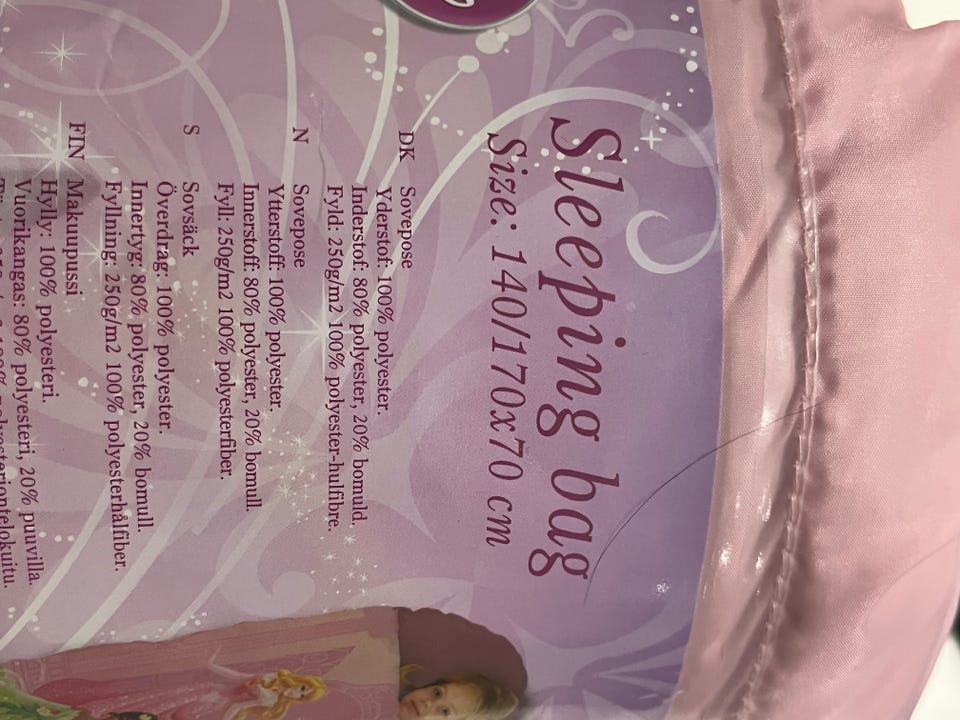 Sleeping bag
Size: 140/170x70 cm
DK Sovepose
Yderstof: 100% polyester.
Inderstof: 80% polyester, 20% bomuld.
Fyld: 250g/m2 100% polyester-hulfibre.
N Sovepose
Ytterstoff: 100% polyester.
Innerstoff: 80% polyester, 20% bomull.
Fyll: 250g/m2 100% polyesterfiber.
S Sovsäck
Överdrag: 100% polyester.
Innertyg: 80% polyester, 20% bomull.
Fyllning: 250g/m2 100% polyesterhålfiber.
FIN Makuupussi
Hylly: 100% polyesteri.
Vuorikangas: 80% polyesteri, 20% puuvilla.